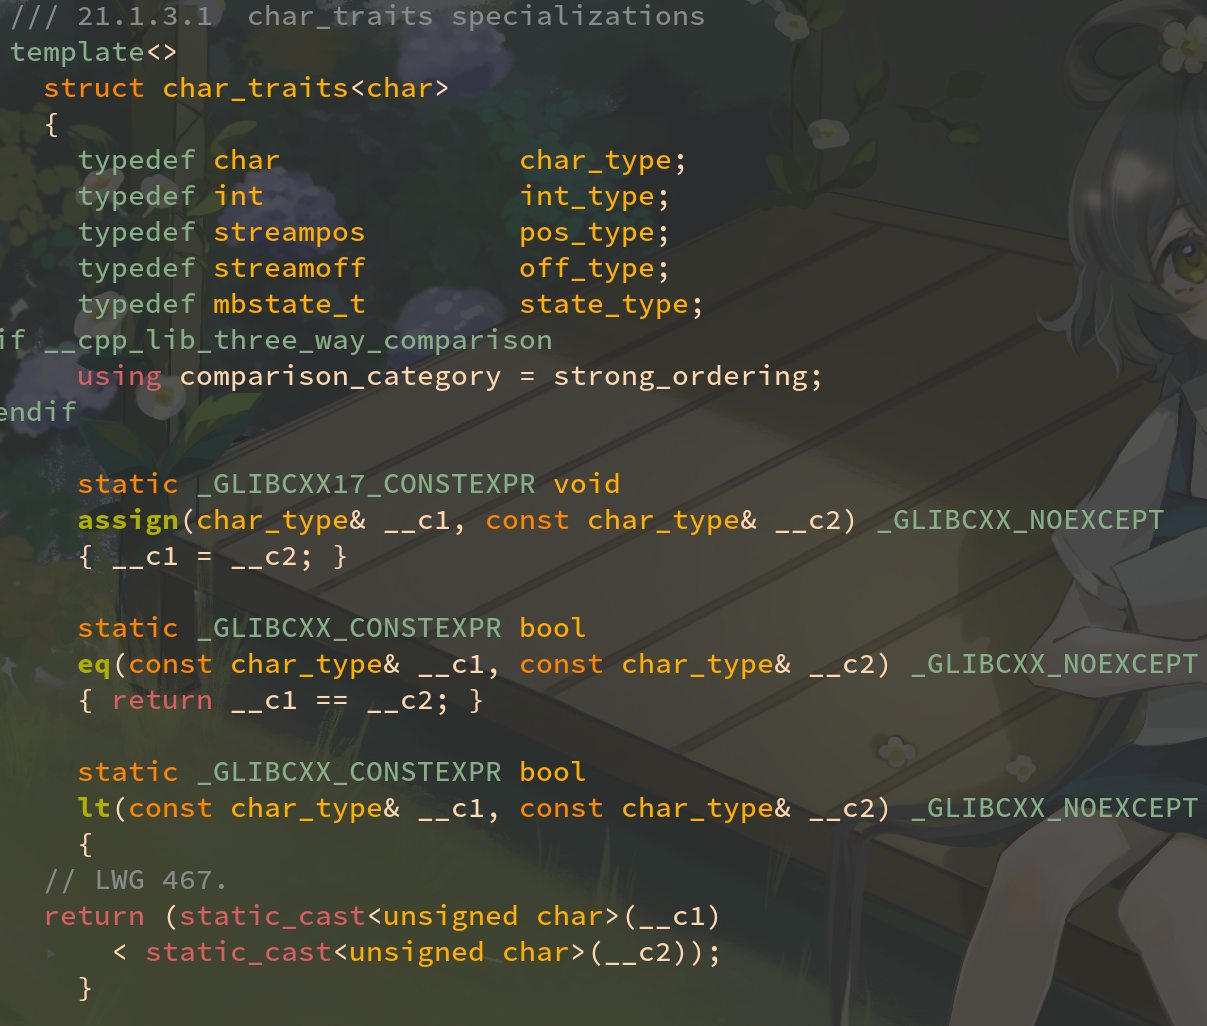 /// 21.1.3.1  char_traits specializations
template<>
  struct char_traits<char>
  {
    typedef char              char_type;
    typedef int               int_type;
    typedef streampos         pos_type;
    typedef streamoff         off_type;
    typedef mbstate_t         state_type;
if __cpp_lib_three_way_comparison
    using comparison_category = strong_ordering;
endif
    static _GLIBCXX17_CONSTEXPR void
    assign(char_type& __c1, const char_type& __c2) _GLIBCXX_NOEXCEPT
    { __c1 = __c2; }
    static _GLIBCXX_CONSTEXPR bool
    eq(const char_type& __c1, const char_type& __c2) _GLIBCXX_NOEXCEPT
    { return __c1 == __c2; }
    static _GLIBCXX_CONSTEXPR bool
    lt(const char_type& __c1, const char_type& __c2) _GLIBCXX_NOEXCEPT
    {
  // LWG 467.
  return (static_cast<unsigned char>(__c1)
      < static_cast<unsigned char>(__c2));
    }